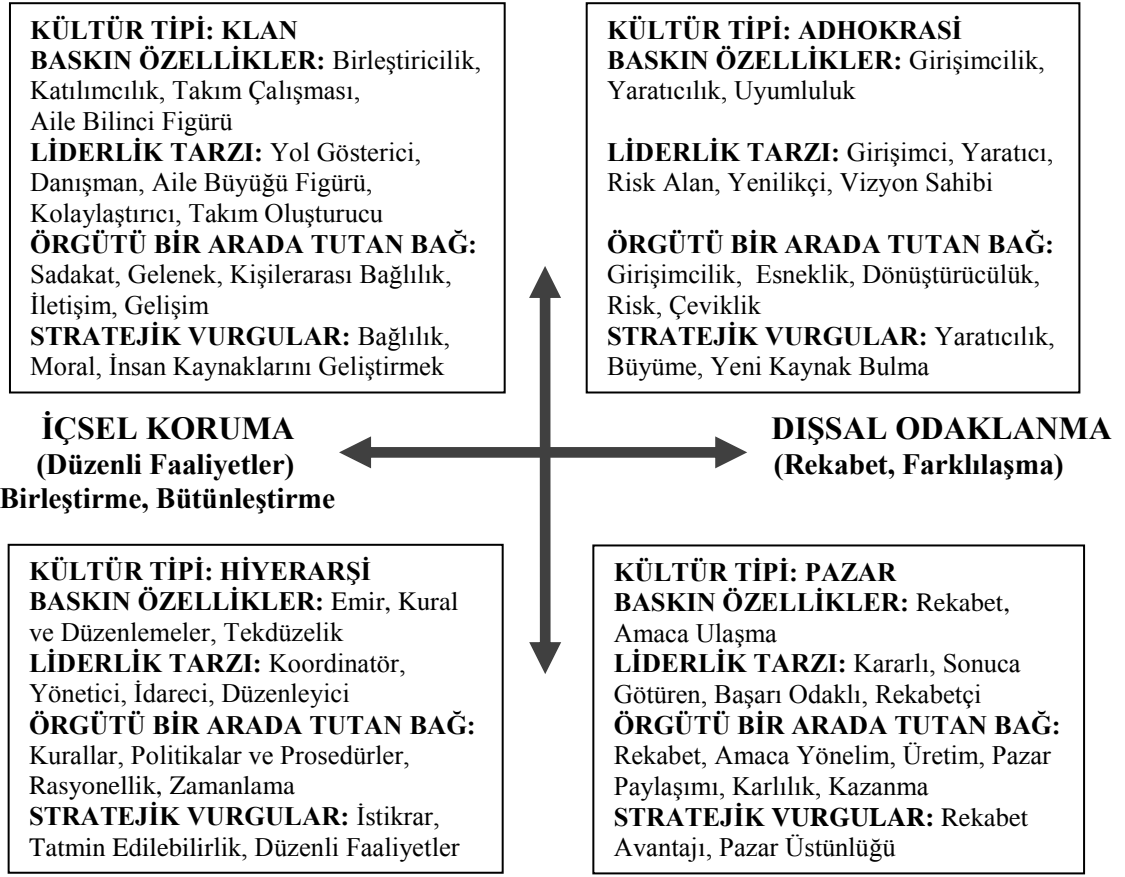 KÜLTÜR TİPİ: KLAN
BASKIN ÖZELLİKLER: Birleştiricilik,
Katılımcılık, Takım Çalışması,
Aile Bilinci Figürü
LİDERLİK TARZI: Yol Gösterici,
Danışman, Aile Büyüğü Figürü,
Kolaylaştırıcı, Takım Oluşturucu
ÖRGÜTÜ BİR ARADA TUTAN BAĞ:
Sadakat, Gelenek, Kişilerarası Bağlılık,
İletişim, Gelişim
STRATEJİK VURGULAR: Bağlılık,
Moral, İnsan Kaynaklarını Geliştirmek
KÜLTÜR TİPİ: ADHOKRASİ
BASKIN ÖZELLİKLER: Girişimcilik,
Yaratıcılık, Uyumluluk
LİDERLİK TARZI: Girişimci, Yaratıcı,
Risk Alan, Yenilikçi, Vizyon Sahibi
ÖRGÜTÜ BİR ARADA TUTAN BAĞ:
Girişimcilik, Esneklik, Dönüştürücülük,
Risk, Çeviklik
STRATEJİK VURGULAR: Yaratıcılık,
Büyüme, Yeni Kaynak Bulma
İÇSEL KORUMA
(Düzenli Faaliyetler)
Birleştirme, Bütünleştirme
DIŞSAL ODAKLANMA
(Rekabet, Farklılaşma)
KÜLTÜR TİPİ: HİYERARŞİ
BASKIN ÖZELLİKLER: Emir, Kural
ve Düzenlemeler, Tekdüzelik
LİDERLİK TARZI: Koordinatör,
Yönetici, İdareci, Düzenleyici
ÖRGÜTÜ BİR ARADA TUTAN BAĞ:
Kurallar, Politikalar ve Prosedürler,
Rasyonellik, Zamanlama
STRATEJİK VURGULAR: İstikrar,
Tatmin Edilebilirlik, Düzenli Faaliyetler
KÜLTÜR TİPİ: PAZAR
BASKIN ÖZELLİKLER: Rekabet,
Amaca Ulaşma
LİDERLİK TARZI: Kararlı, Sonuca
Götüren, Başarı Odaklı, Rekabetçi
ÖRGÜTÜ BİR ARADA TUTAN BAĞ:
Rekabet, Amaca Yönelim, Üretim, Pazar
Paylaşımı, Karlılık, Kazanma
STRATEJİK VURGULAR: Rekabet
Avantajı, Pazar Üstünlüğü